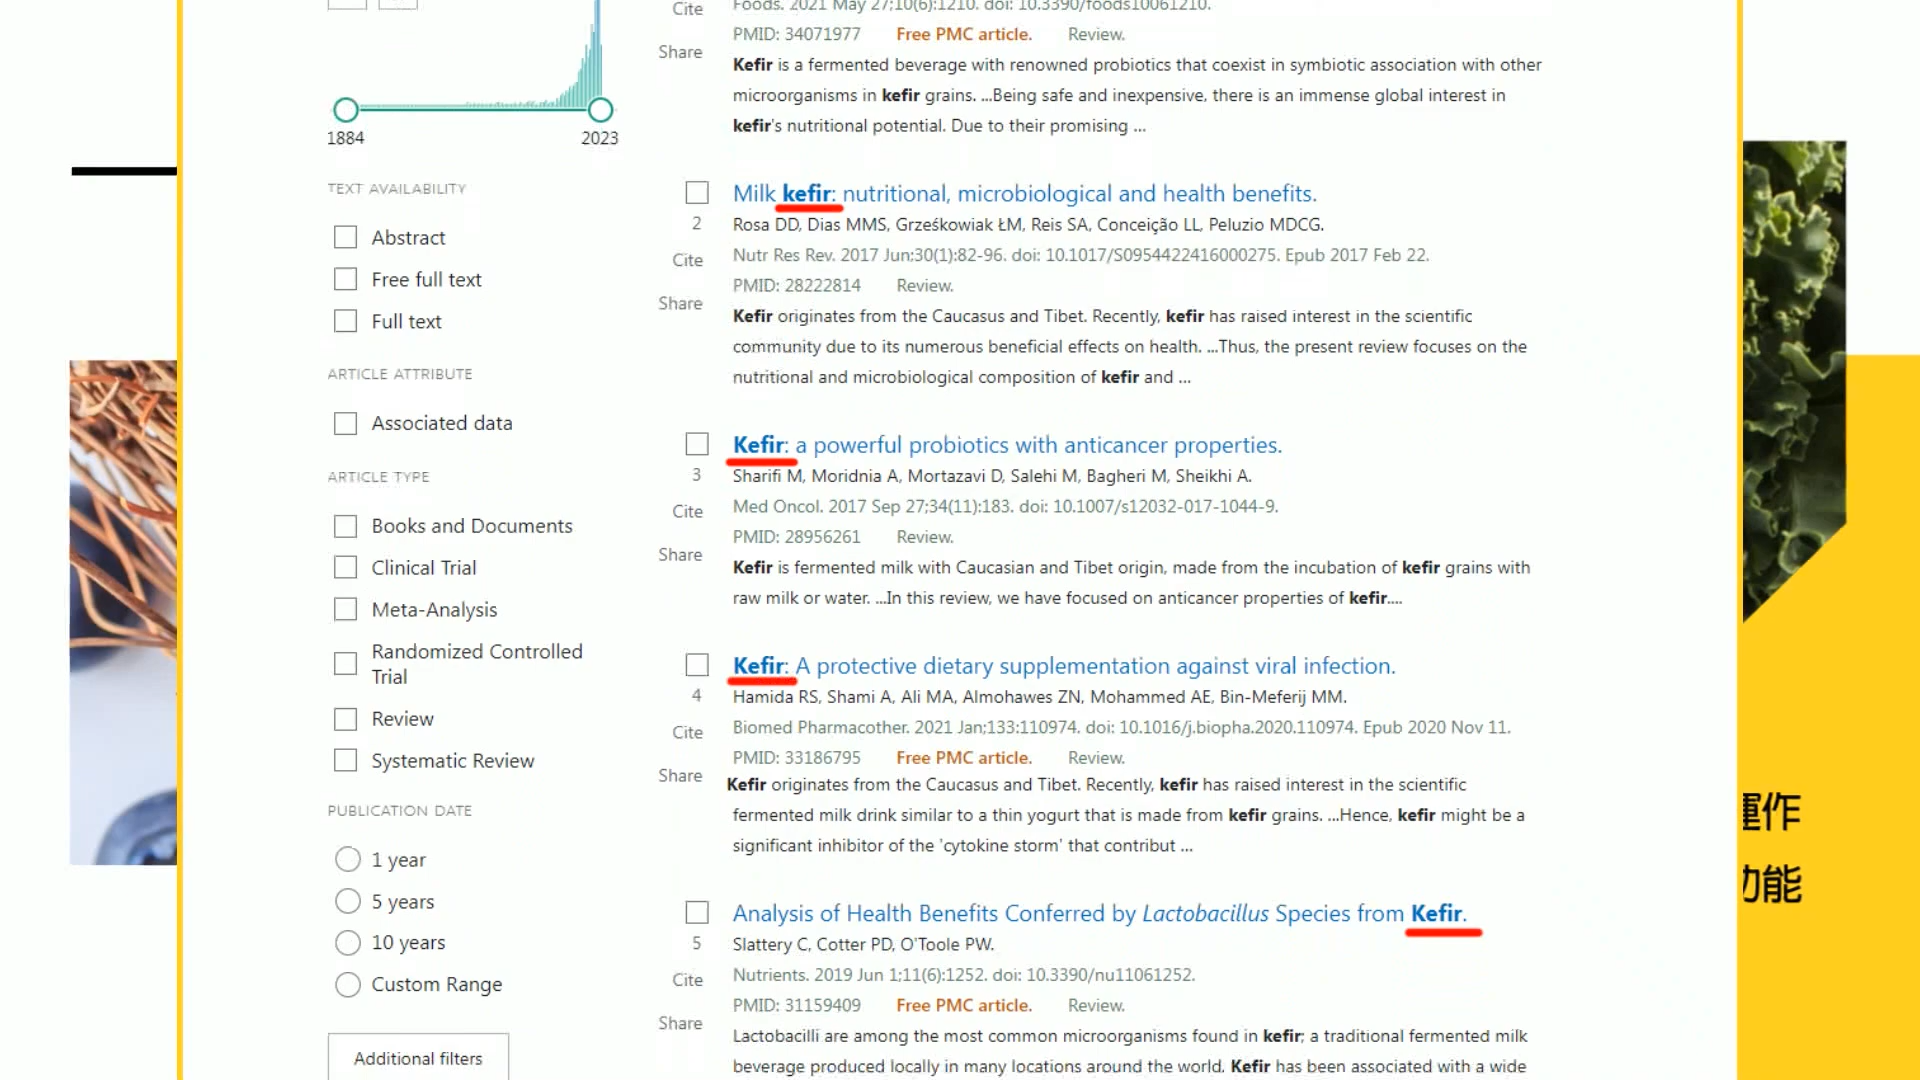 1884
2023
TEXT AVAILABILITY
Abstract
Free full text
Full text
ARTICLE ATTRIBUTE
Associated data
ARTICLE TYPE
Books and Documents
Clinical Trial
Meta-Analysis
Randomized Controlled
Trial
Review
Systematic Review
PUBLICATION DATE
1 year
5 years
10 years
Custom Range
Additional filters
Cite
Share
Foods. 2021 May 27;10(6):1210. doi: 10.3390/foods10061210.
PMID: 34071977 Free PMC article. Review.
Kefir is a fermented beverage with renowned probiotics that coexist in symbiotic association with other
microorganisms in kefir grains. ...Being safe and inexpensive, there is an immense global interest in
kefir's nutritional potential. Due to their promising ...
2
Cite
Share
Milk kefir: nutritional, microbiological and health benefits.
Rosa DD, Dias MMS, Grześkowiak ŁM, Reis SA, Conceição LL, Peluzio MDCG.
Nutr Res Rev. 2017 Jun;30(1):82-96. doi: 10.1017/S0954422416000275. Epub 2017 Feb 22.
PMID: 28222814 Review.
Kefir originates from the Caucasus and Tibet. Recently, kefir has raised interest in the scientific
community due to its numerous beneficial effects on health. ...Thus, the present review focuses on the
nutritional and microbiological composition of kefir and ...
3
Cite
Share
Kefir: a powerful probiotics with anticancer properties.
Sharifi M, Moridnia A, Mortazavi D, Salehi M, Bagheri M, Sheikhi A.
Med Oncol. 2017 Sep 27;34(11):183. doi: 10.1007/s12032-017-1044-9.
PMID: 28956261 Review.
Kefir is fermented milk with Caucasian and Tibet origin, made from the incubation of kefir grains with
raw milk or water. ...In this review, we have focused on anticancer properties of kefir....
4
Cite
Share
Kefir: A protective dietary supplementation against viral infection.
Hamida RS, Shami A, Ali MA, Almohawes ZN, Mohammed AE, Bin-Meferij MM.
Biomed Pharmacother. 2021 Jan;133:110974. doi: 10.1016/j.biopha.2020.110974. Epub 2020 Nov 11.
PMID: 33186795 Free PMC article. Review.
Kefir originates from the Caucasus and Tibet. Recently, kefir has raised interest in the scientific
fermented milk drink similar to a thin yogurt that is made from kefir grains. ...Hence, kefir might be a
significant inhibitor of the 'cytokine storm' that contribut ...
5
Cite
Share
Analysis of Health Benefits Conferred by Lactobacillus Species from Kefir.
Slattery C, Cotter PD, O'Toole PW.
Nutrients. 2019 Jun 1;11(6):1252. doi: 10.3390/nu11061252.
PMID: 31159409 Free PMC article. Review.
Lactobacilli are among the most common microorganisms found in kefir; a traditional fermented milk
beverage produced locally in many locations around the world. Kefir has been associated with a wide
運作
功能